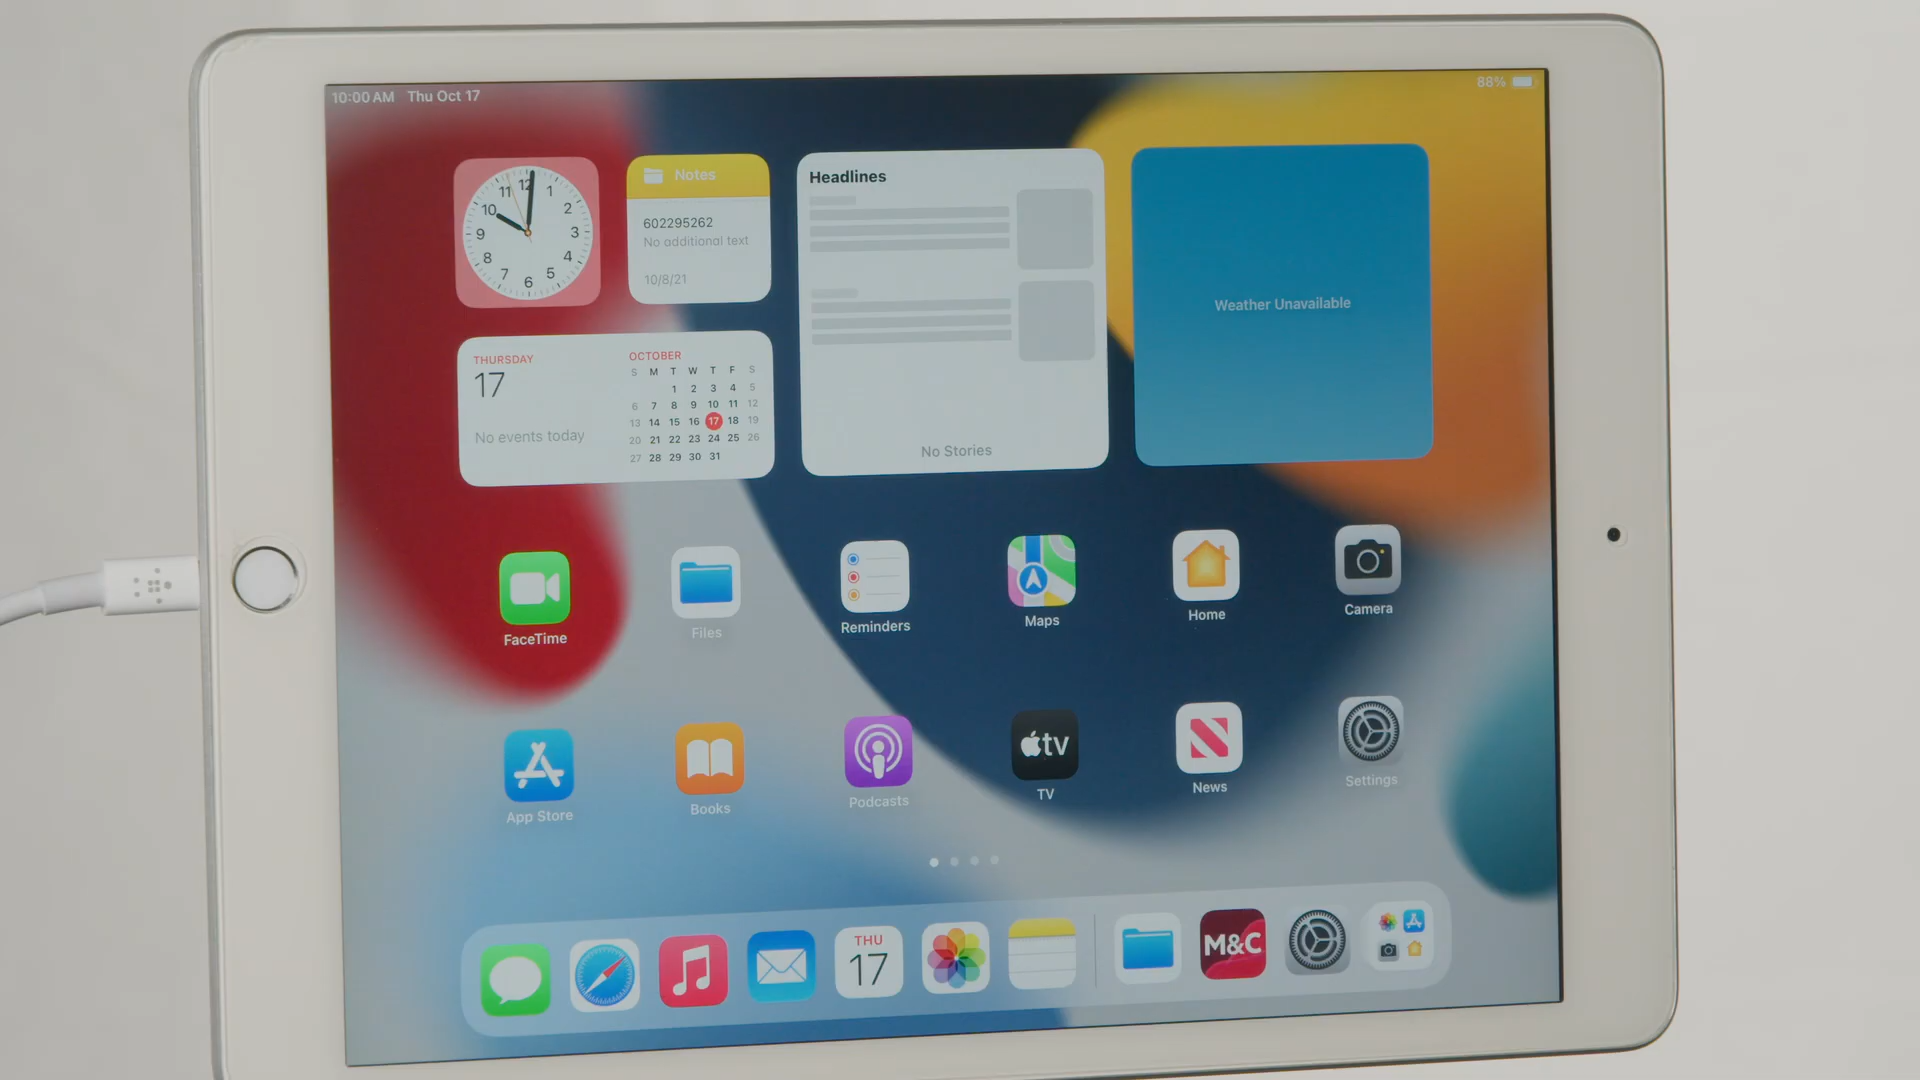 10:00 AM Thu Oct 17
88%
12
1
2
3
4
5
6
7
8
9
10
11
Notes
602295262
No additional text
10/8/21
Headlines
No Stories
Weather Unavailable
THURSDAY
17
No events today
OCTOBER
S M T W T F S
1 2 3 4 5
6 7 8 9 10 11 12
13 14 15 16 17 18 19
20 21 22 23 24 25 26
27 28 29 30 31
FaceTime
Files
Reminders
Maps
Home
Camera
tv
App Store
Books
Podcasts
TV
News
Settings
THU
17
M&C